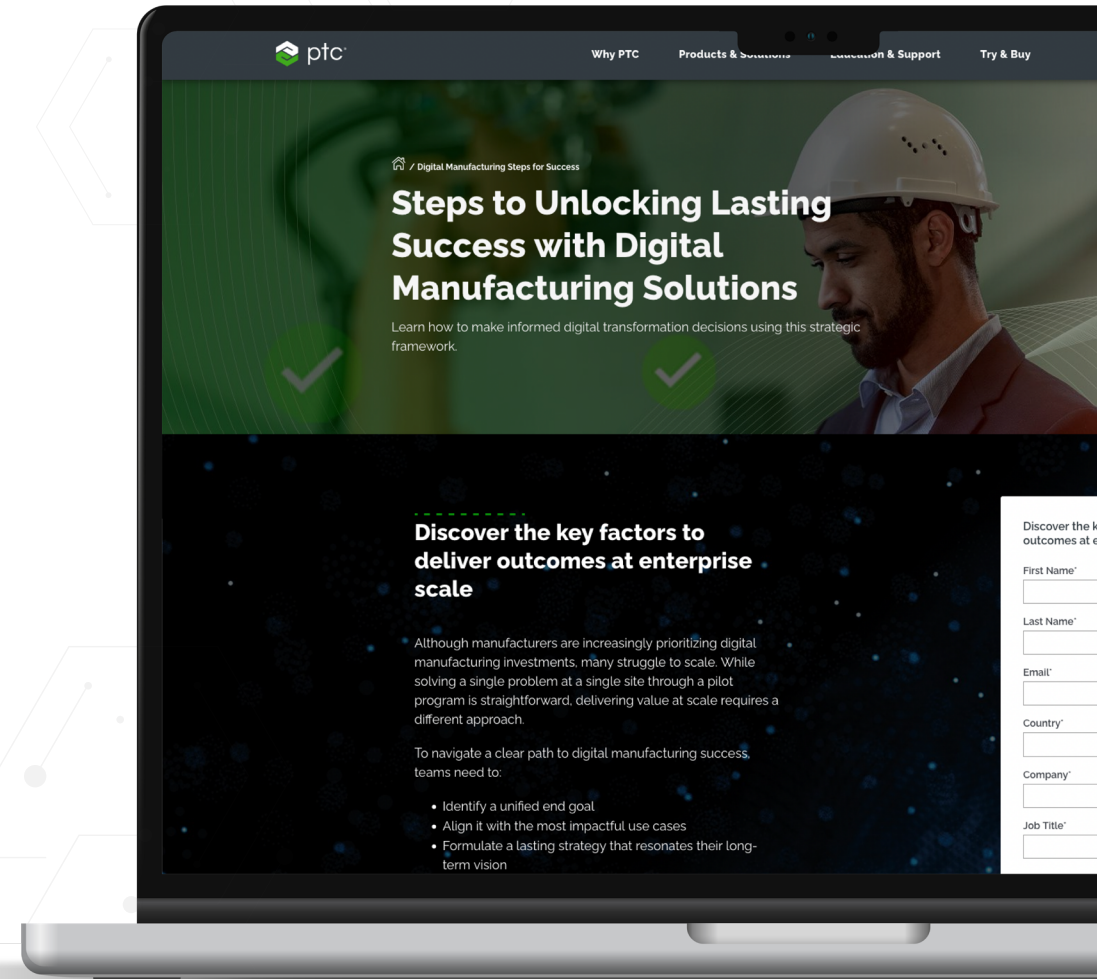 ptc
Why PTC
Products & Solutions
Education & Support
Try & Buy
/ Digital Manufacturing Steps for Success
Steps to Unlocking Lasting
Success with Digital
Manufacturing Solutions
Learn how to make informed digital transformation decisions using this strategic
framework.
Discover the key factors to
deliver outcomes at enterprise
scale
Although manufacturers are increasingly prioritizing digital
manufacturing investments, many struggle to scale. While
solving a single problem at a single site through a pilot
program is straightforward, delivering value at scale requires a
different approach.
To navigate a clear path to digital manufacturing success,
teams need to:
• Identify a unified end goal
• Align it with the most impactful use cases
• Formulate a lasting strategy that resonates their long-
term vision
Discover the
outcomes at
First Name*
Last Name*
Email*
Country*
Company*
Job Title*